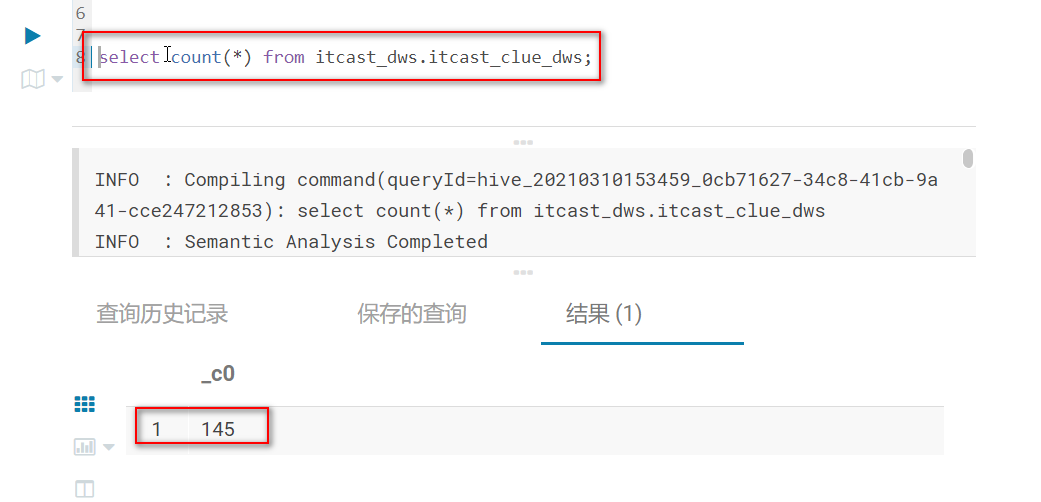 6
7
8 select count(*) from itcast_dws.itcast_clue_dws;
INFO  : Compiling command(queryId=hive_20210310153459_0cb71627-34c8-41cb-9a
41-cce247212853): select count(*) from itcast_dws.itcast_clue_dws
INFO  : Semantic Analysis Completed
查询历史记录 保存的查询 结果 (1)
_c0
1 145